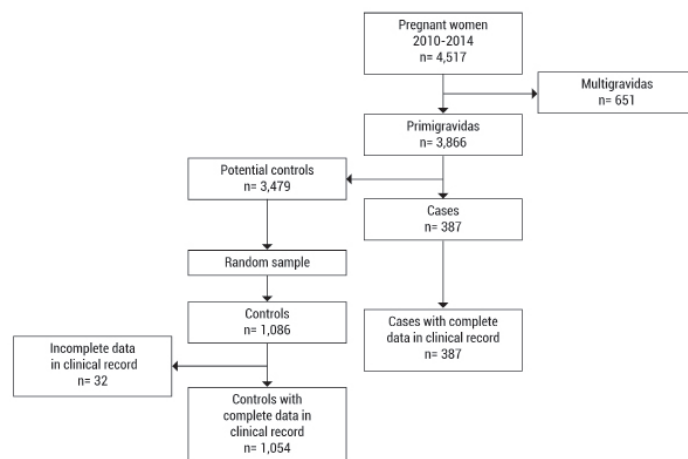 Pregnant women
2010-2014
n= 4,517
Multigravidas
n= 651
Primigravidas
n= 3,866
Potential controls
n= 3,479
Cases
n= 387
Random sample
Controls
n= 1,086
Cases with complete
data in clinical record
n= 387
Incomplete data
in clinical record
n= 32
Controls with
complete data in
clinical record
n= 1,054